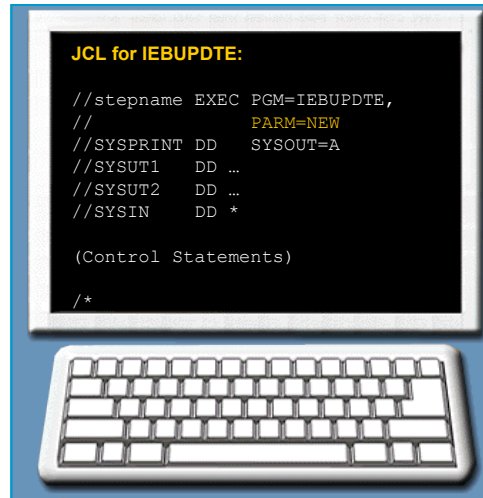 JCL for IEBUPDTE:
//stepname EXEC PGM=IEBUPDTE,
// PARM=NEW
//SYSPRINT DD SYSOUT=A
//SYSUT1 DD …
//SYSUT2 DD …
//SYSIN DD *
(Control Statements)
/*